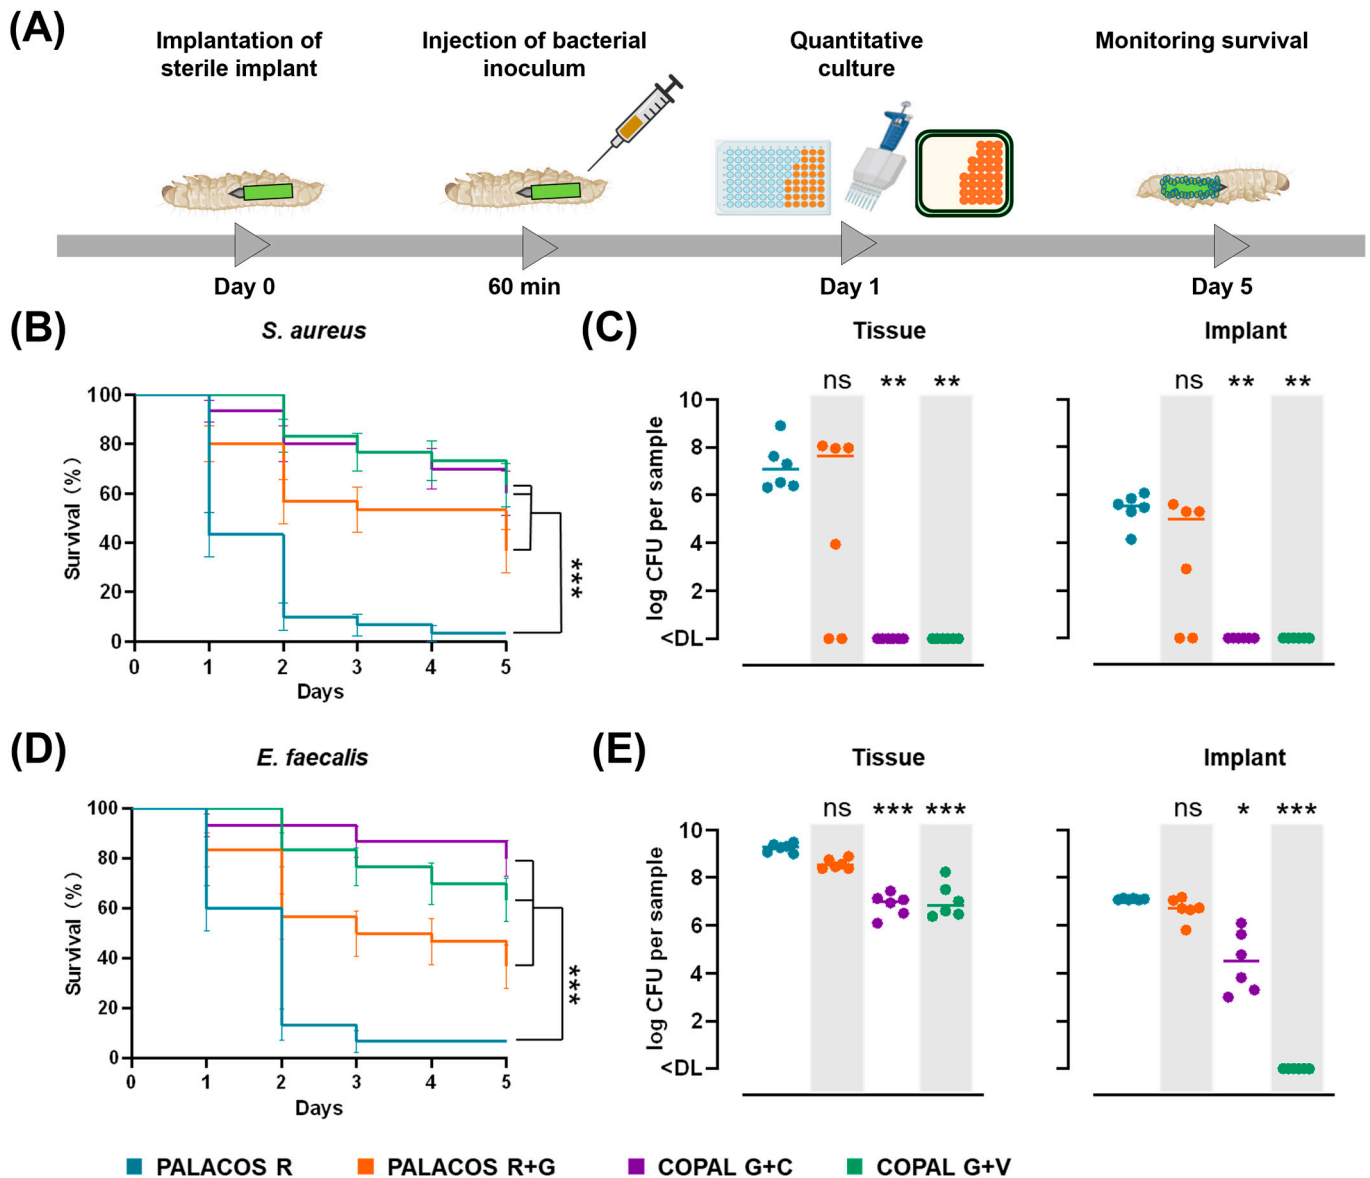 (A)
Implantation of
sterile implant
Injection of bacterial
inoculum
Quantitative
culture
Monitoring survival
Day 0
60 min
Day 1
Day 5
(B)
S. aureus
Survival (%)
100
80
60
40
20
0
0 1 2 3 4 5
Days
***
(C)
Tissue
Implant
log CFU per sample
10
8
6
4
2
<DL
ns ** **
ns ** **
(D)
E. faecalis
Survival (%)
100
80
60
40
20
0
0 1 2 3 4 5
Days
***
(E)
Tissue
Implant
log CFU per sample
10
8
6
4
2
<DL
ns *** ***
ns * ***
PALACOS R PALACOS R+G COPAL G+C COPAL G+V